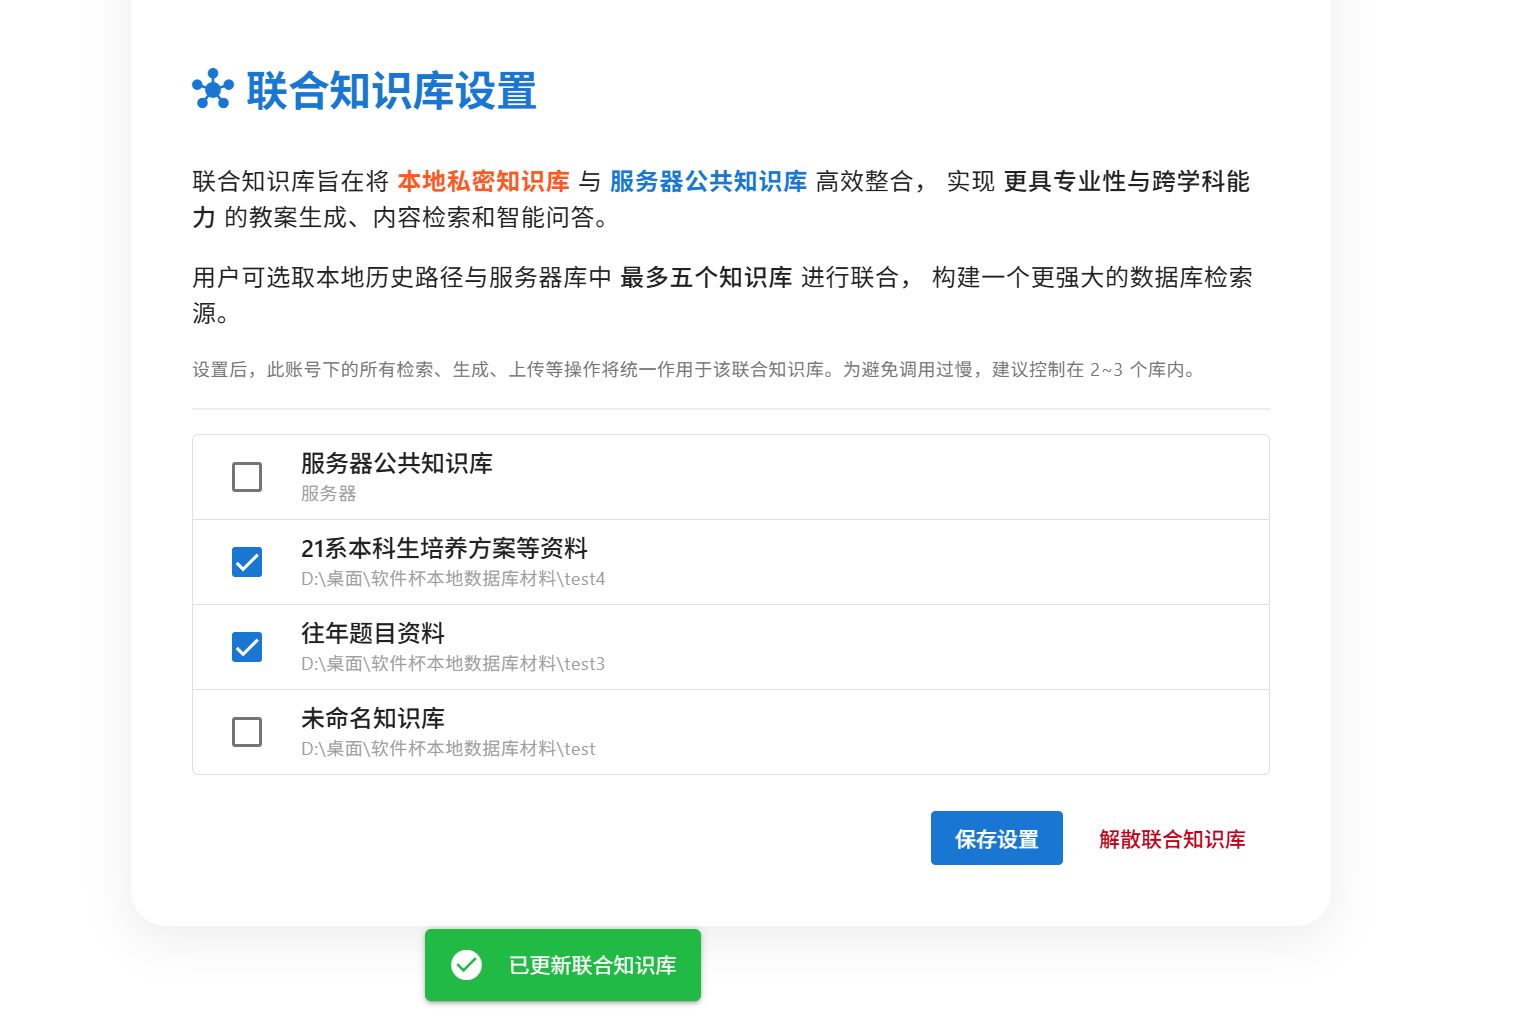 联合知识库设置
联合知识库旨在将 本地私密知识库 与 服务器公共知识库 高效整合， 实现 更具专业性与跨学科能
力 的教案生成、内容检索和智能问答。
用户可选取本地历史路径与服务器库中 最多五个知识库 进行联合， 构建一个更强大的数据库检索
源。
设置后，此账号下的所有检索、生成、上传等操作将统一作用于该联合知识库。为避免调用过慢，建议控制在 2~3 个库内。
服务器公共知识库
服务器
21系本科生培养方案等资料
D:\桌面\软件杯本地数据库材料\test4
往年题目资料
D:\桌面\软件杯本地数据库材料\test3
未命名知识库
D:\桌面\软件杯本地数据库材料\test
保存设置 解散联合知识库
已更新联合知识库